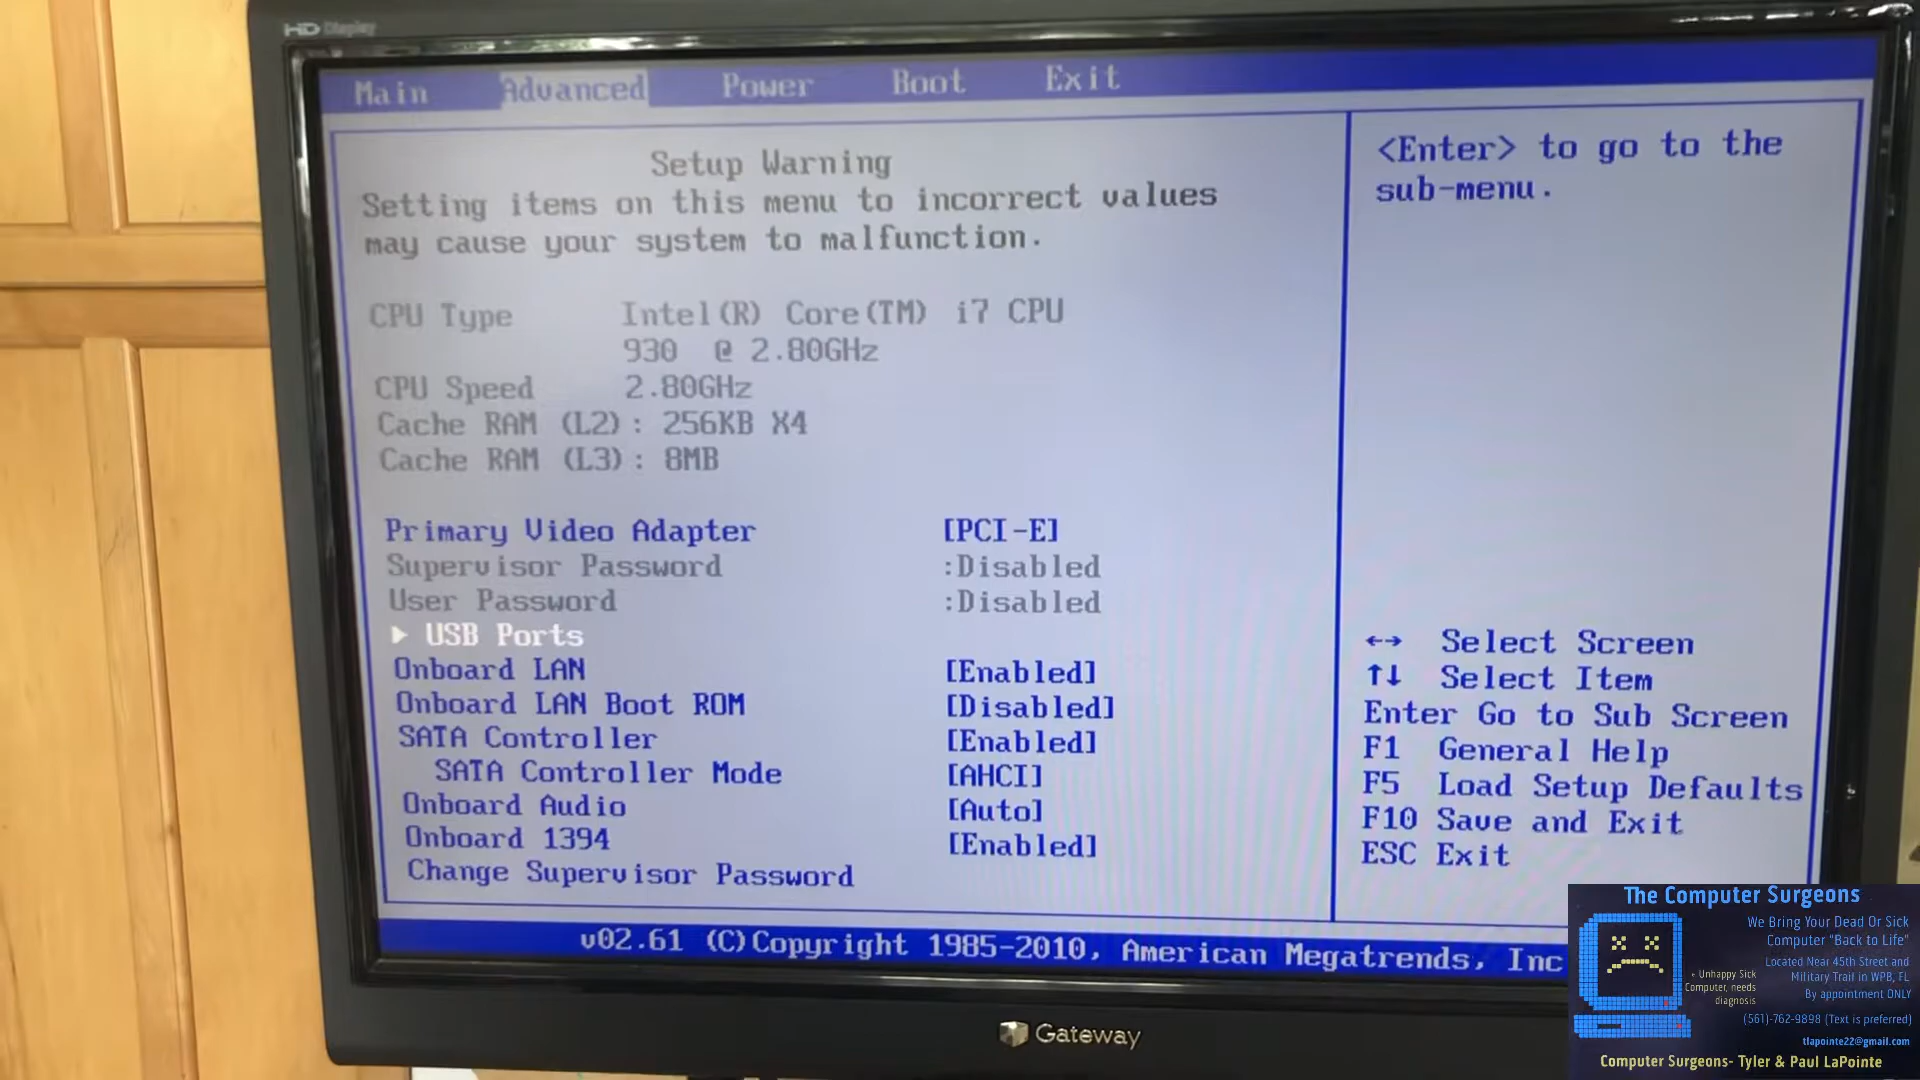 HD Display
Main Advanced Power Boot Exit
Setup Warning
Setting items on this menu to incorrect values
may cause your system to malfunction.
CPU Type Intel(R) Core(TM) i7 CPU
930 @ 2.80GHz
CPU Speed 2.80GHz
Cache RAM (L2): 256KB X4
Cache RAM (L3): 8MB
Primary Video Adapter [PCI-E]
Supervisor Password :Disabled
User Password :Disabled
USB Ports
Onboard LAN [Enabled]
Onboard LAN Boot ROM [Disabled]
SATA Controller [Enabled]
SATA Controller Mode [AHCI]
Onboard Audio [Auto]
Onboard 1394 [Enabled]
Change Supervisor Password
<Enter> to go to the
sub-menu.
←→ Select Screen
↑↓ Select Item
Enter Go to Sub Screen
F1 General Help
F5 Load Setup Defaults
F10 Save and Exit
ESC Exit
v02.61 (C)Copyright 1985-2010, American Megatrends, Inc
Gateway
The Computer Surgeons
We Bring Your Dead Or Sick
Computer "Back to Life"
Located Near 45th Street and
Military Trail in WPB, FL
By appointment ONLY
(561)-762-9898 (Text is preferred)
tlapointe22@gmail.com
- Unhappy Sick
Computer, needs
diagnosis
Computer Surgeons- Tyler & Paul LaPointe